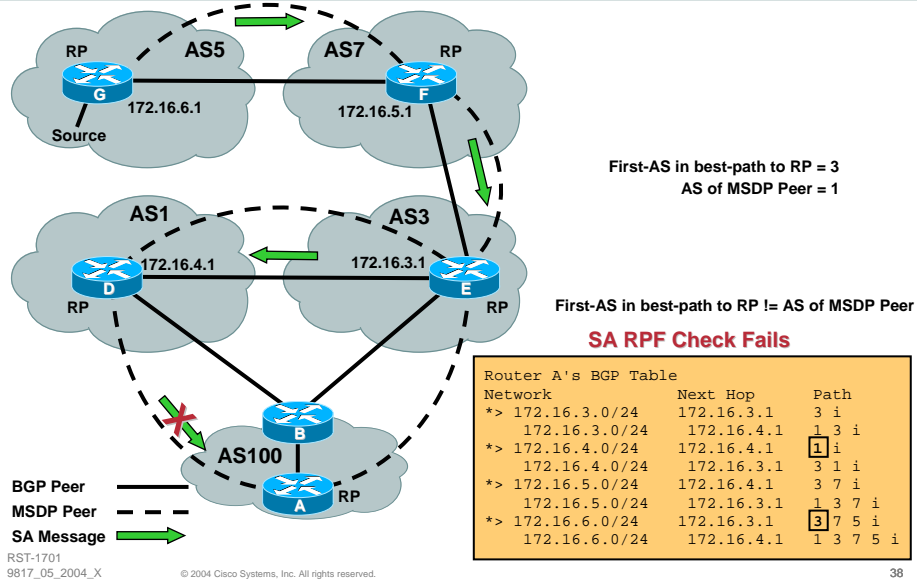 RP
AS5
AS7
RP
G
F
172.16.6.1
172.16.5.1
Source
First-AS in best-path to RP = 3
AS of MSDP Peer = 1
AS1
AS3
172.16.4.1
172.16.3.1
D
E
RP
RP
First-AS in best-path to RP != AS of MSDP Peer
SA RPF Check Fails
Router A's BGP Table
Network Next Hop Path
*> 172.16.3.0/24 172.16.3.1 3 i
172.16.3.0/24 172.16.4.1 1 3 i
*> 172.16.4.0/24 172.16.4.1 1 i
172.16.4.0/24 172.16.3.1 3 1 i
*> 172.16.5.0/24 172.16.4.1 3 7 i
172.16.5.0/24 172.16.3.1 1 3 7 i
*> 172.16.6.0/24 172.16.3.1 3 7 5 i
172.16.6.0/24 172.16.4.1 1 3 7 5 i
B
AS100
A
RP
BGP Peer
MSDP Peer
SA Message
RST-1701
9817_05_2004_X
© 2004 Cisco Systems, Inc. All rights reserved.
38